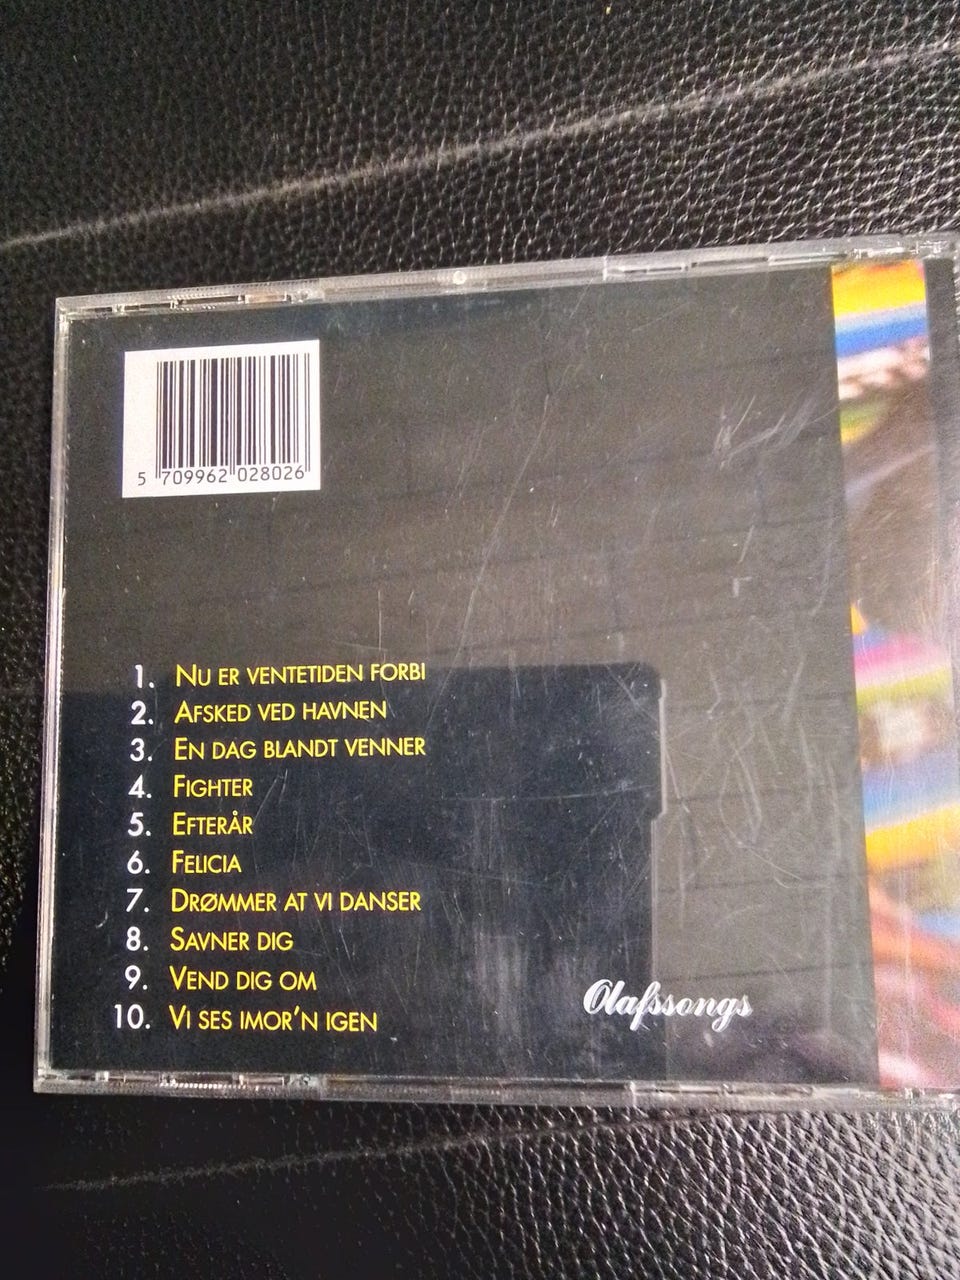 5 709962 028026
1. NU ER VENTETIDEN FORBI
2. AFSKED VED HAVNEN
3. EN DAG BLANDT VENNER
4. FIGHTER
5. EFTERÅR
6. FELICIA
7. DRØMMER AT VI DANSER
8. SAVNER DIG
9. VEND DIG OM
10. VI SES IMOR'N IGEN
Olafssongs